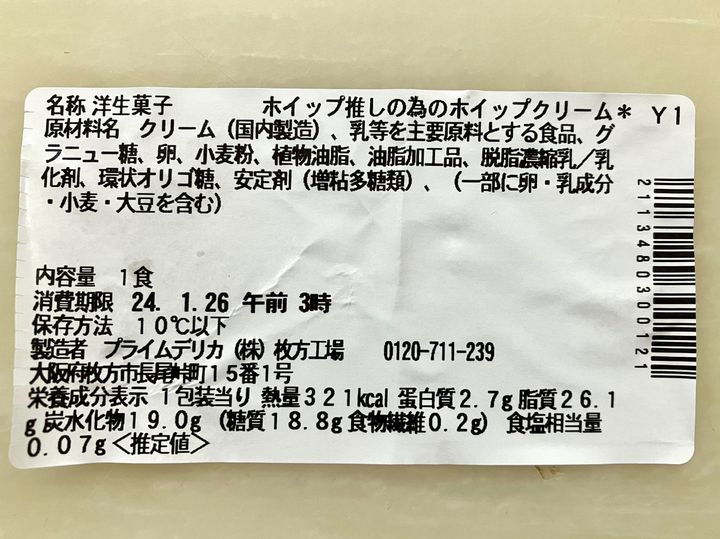 名称 洋生菓子 ホイップ推しの為のホイップクリーム＊ Y1
原材料名 クリーム（国内製造）、乳等を主要原料とする食品、グ
ラニュー糖、卵、小麦粉、植物油脂、油脂加工品、脱脂濃縮乳／乳
化剤、環状オリゴ糖、安定剤（増粘多糖類）、（一部に卵・乳成分
・小麦・大豆を含む）
内容量 1食
消費期限 24. 1.26 午前 3時
保存方法 10℃以下
製造者 プライムデリカ（株）枚方工場 0120-711-239
大阪府枚方市長尾峠町15番1号
栄養成分表示 1包装当り 熱量321kcal 蛋白質2.7g 脂質26.1
g 炭水化物19.0g（糖質18.8g 食物繊維0.2g） 食塩相当量
0.07g＜推定値＞
2113480300121